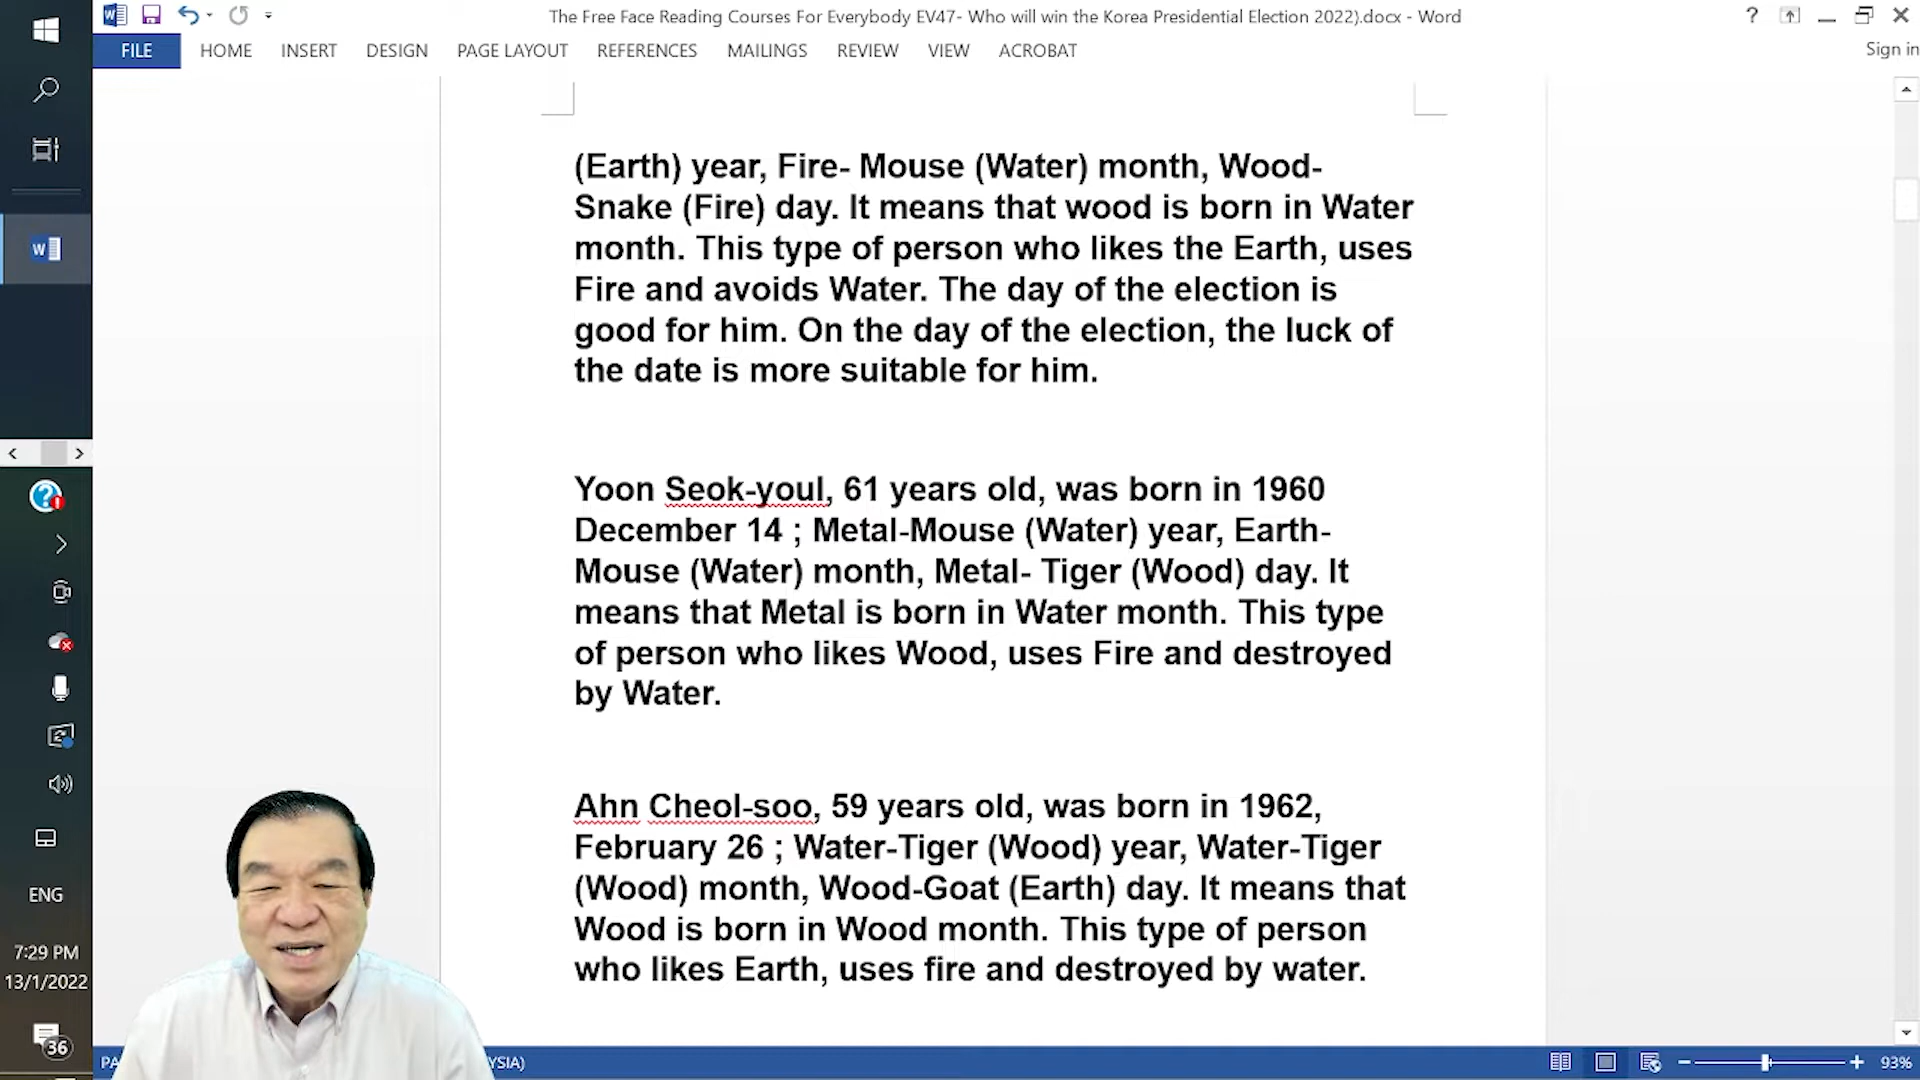 The Free Face Reading Courses For Everybody EV47- Who will win the Korea Presidential Election 2022).docx - Word
?
FILE HOME INSERT DESIGN PAGE LAYOUT REFERENCES MAILINGS REVIEW VIEW ACROBAT
Sign in
(Earth) year, Fire- Mouse (Water) month, Wood-
Snake (Fire) day. It means that wood is born in Water
month. This type of person who likes the Earth, uses
Fire and avoids Water. The day of the election is
good for him. On the day of the election, the luck of
the date is more suitable for him.
Yoon Seok-youl, 61 years old, was born in 1960
December 14 ; Metal-Mouse (Water) year, Earth-
Mouse (Water) month, Metal- Tiger (Wood) day. It
means that Metal is born in Water month. This type
of person who likes Wood, uses Fire and destroyed
by Water.
Ahn Cheol-soo, 59 years old, was born in 1962,
February 26 ; Water-Tiger (Wood) year, Water-Tiger
(Wood) month, Wood-Goat (Earth) day. It means that
Wood is born in Wood month. This type of person
who likes Earth, uses fire and destroyed by water.
ENG
7:29 PM
13/1/2022
36
PA
YSIA)
93%